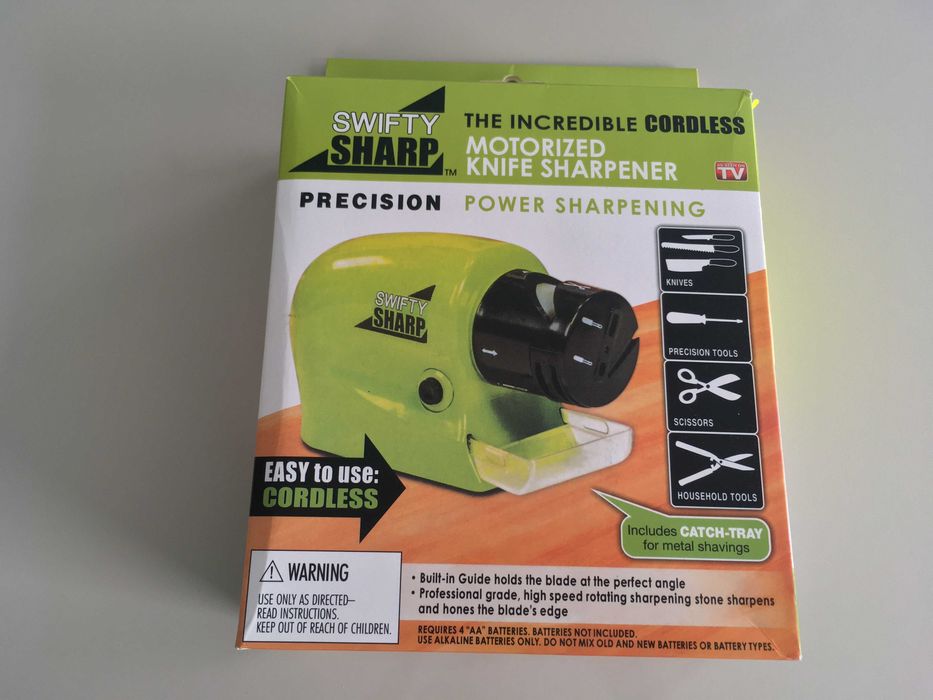 SWIFTY
SHARP™
THE INCREDIBLE CORDLESS
MOTORIZED
KNIFE SHARPENER
AS SEEN ON
TV
PRECISION POWER SHARPENING
KNIVES
PRECISION TOOLS
SCISSORS
HOUSEHOLD TOOLS
SWIFTY
SHARP
EASY to use:
CORDLESS
Includes CATCH-TRAY
for metal shavings
WARNING
USE ONLY AS DIRECTED—
READ INSTRUCTIONS.
KEEP OUT OF REACH OF CHILDREN.
• Built-in Guide holds the blade at the perfect angle
• Professional grade, high speed rotating sharpening stone sharpens
and hones the blade's edge
REQUIRES 4 "AA" BATTERIES. BATTERIES NOT INCLUDED.
USE ALKALINE BATTERIES ONLY. DO NOT MIX OLD AND NEW BATTERIES OR BATTERY TYPES.